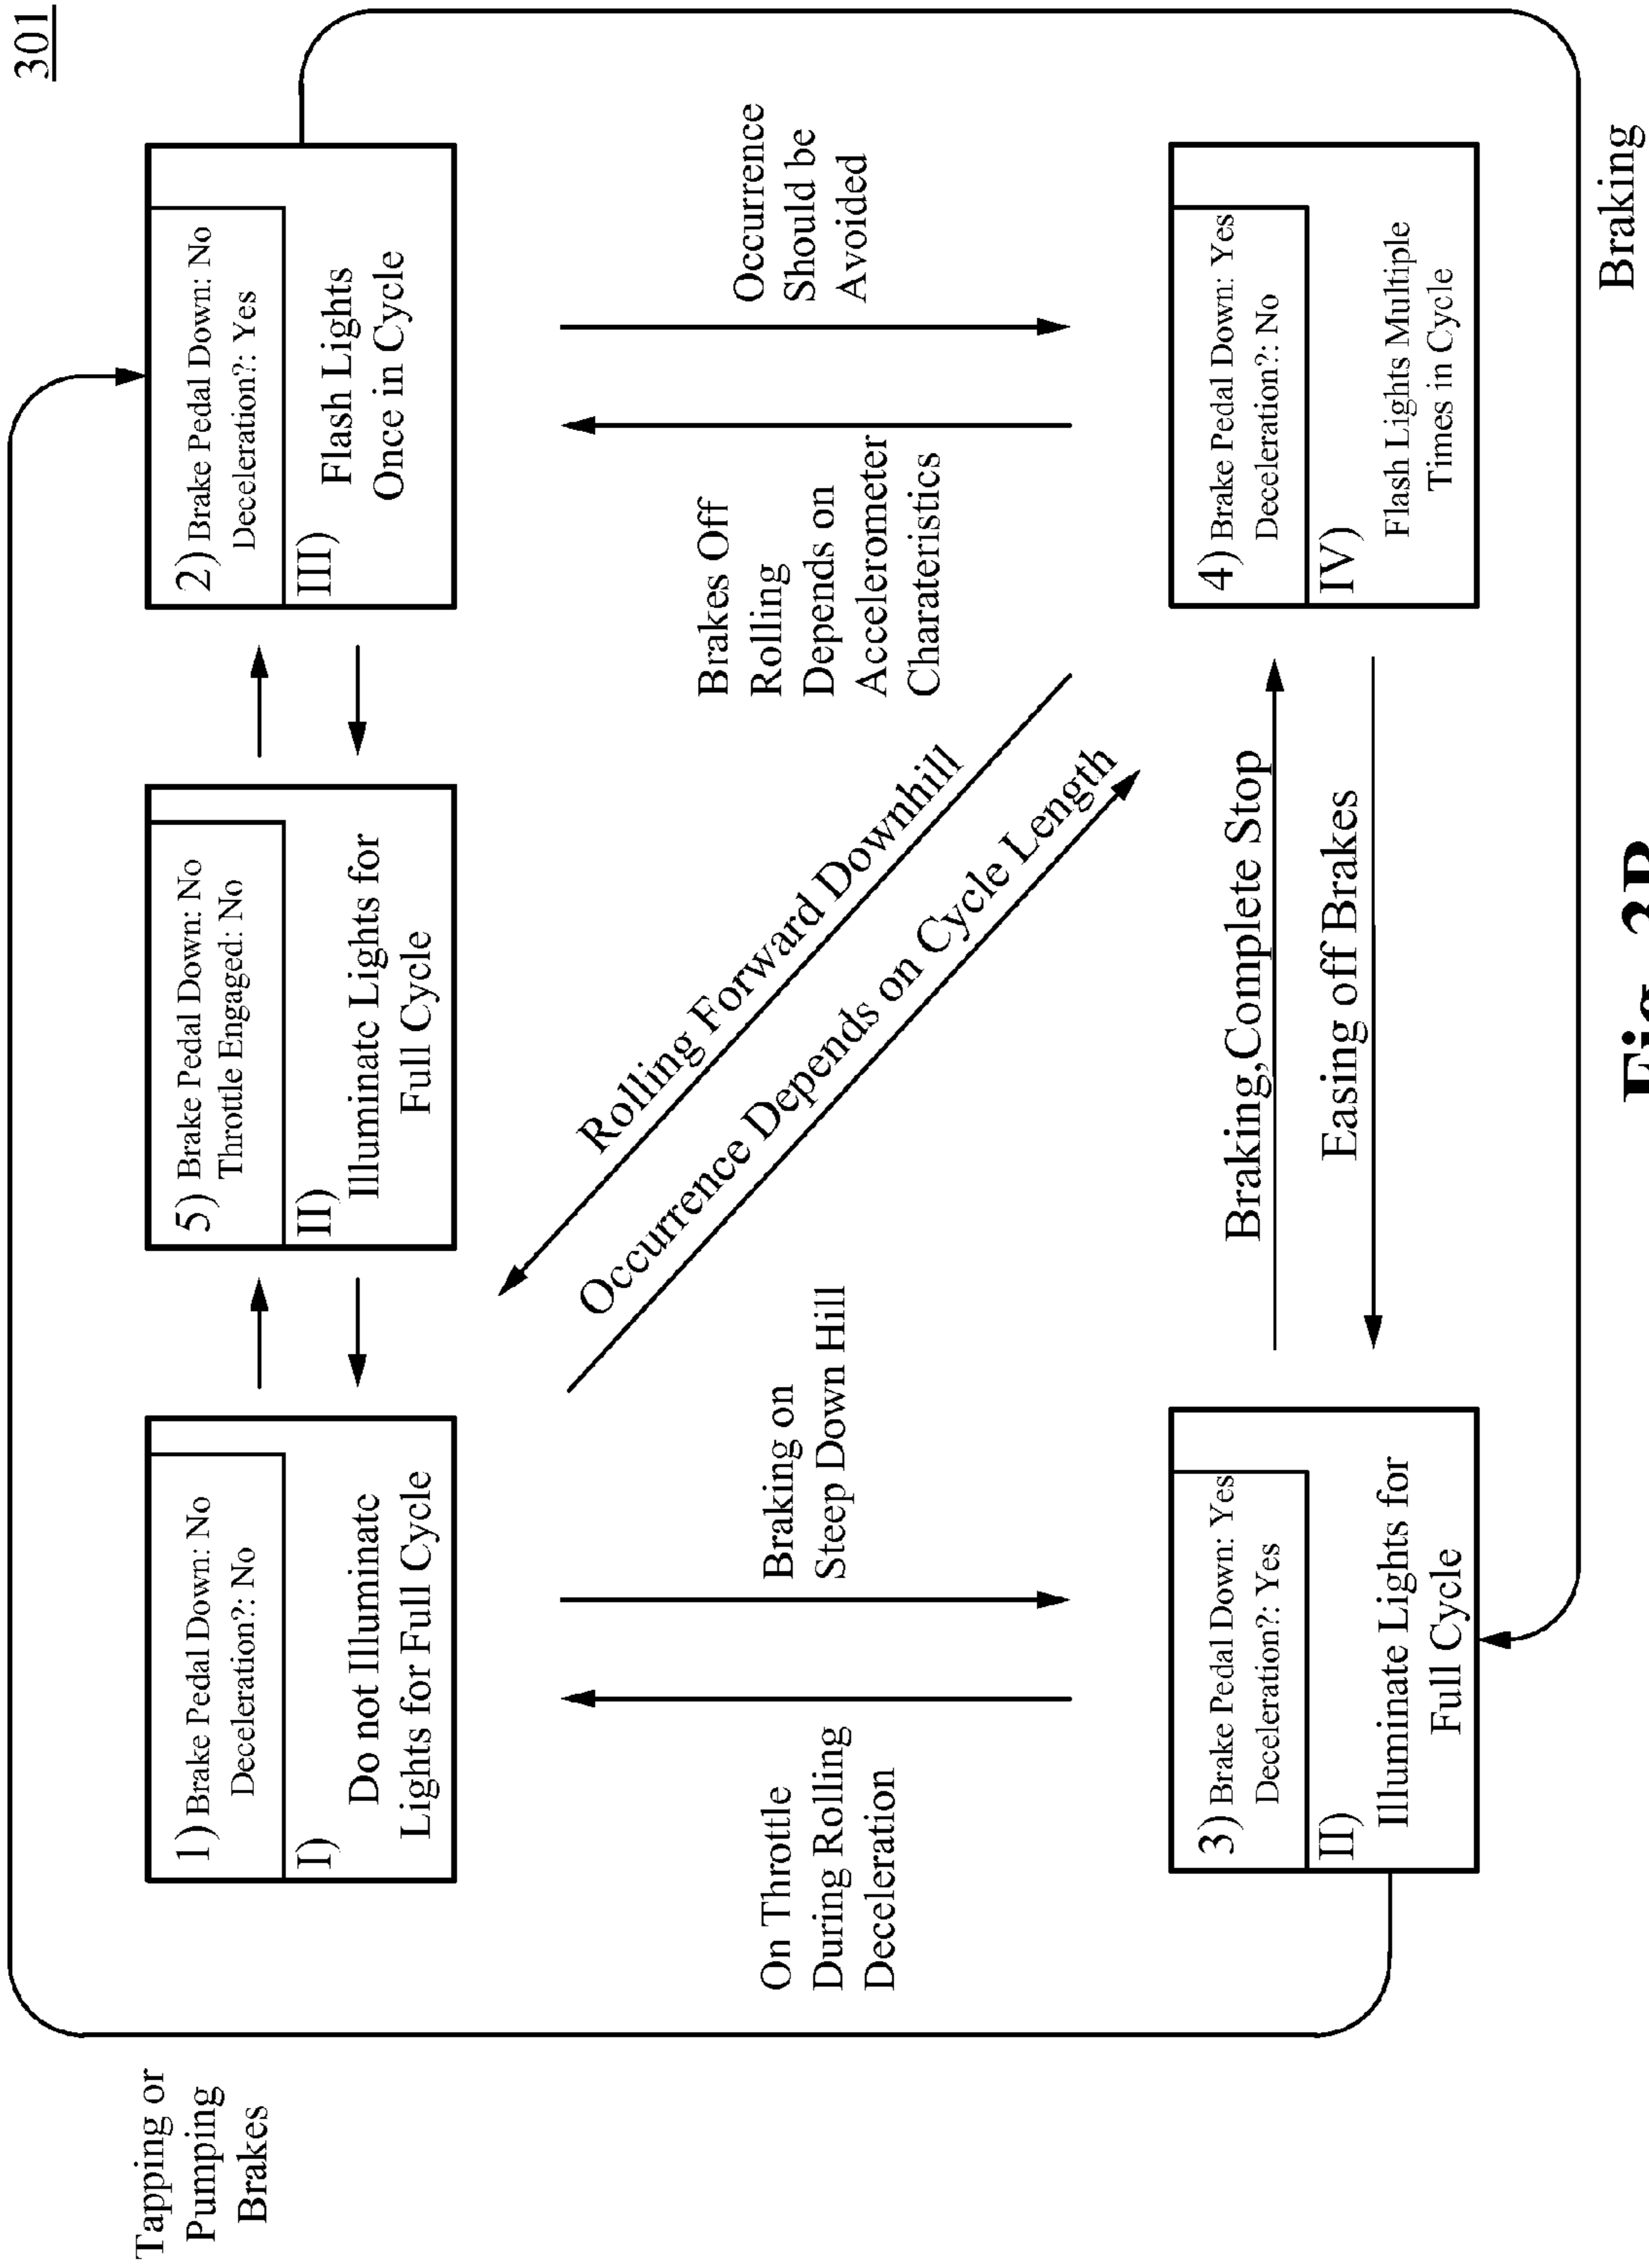 301
Tapping or
Pumping
Brakes
1) Brake Pedal Down: No
Deceleration?: No
I)
Do not Illuminate
Lights for Full Cycle
5) Brake Pedal Down: No
Throttle Engaged: No
II)
Illuminate Lights for
Full Cycle
2) Brake Pedal Down: No
Deceleration?: Yes
III)
Flash Lights
Once in Cycle
On Throttle
During Rolling
Deceleration
Braking on
Steep Down Hill
Rolling Forward Downhill
Occurrence Depends on Cycle Length
Brakes Off
Rolling
Depends on
Accelerometer
Charateristics
Occurrence
Should be
Avoided
3) Brake Pedal Down: Yes
Deceleration?: Yes
II)
Illuminate Lights for
Full Cycle
Braking,Complete Stop
Easing off Brakes
4) Brake Pedal Down: Yes
Deceleration?: No
IV)
Flash Lights Multiple
Times in Cycle
Braking